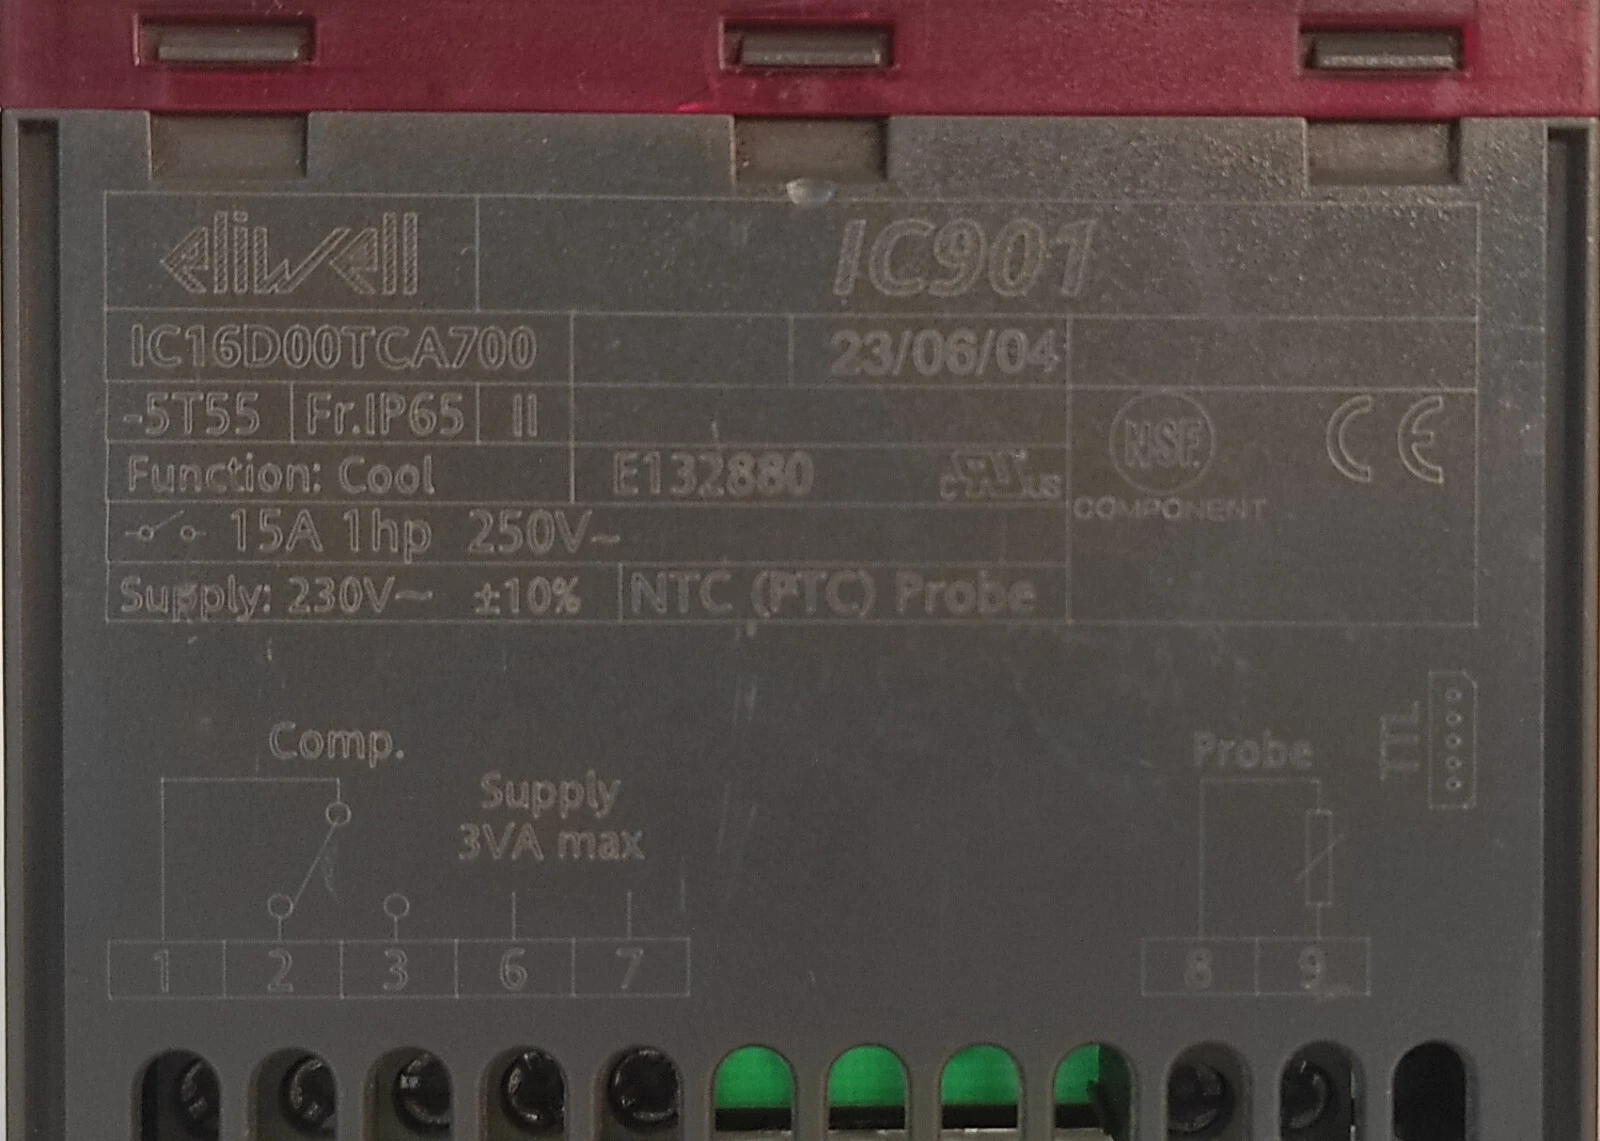 eliwell IC901
IC16D00TCA700 23/06/04
-5T55 Fr.IP65 II
NSF. CE
Function: Cool E132880 c RU us
COMPONENT
15A 1hp 250V~
Supply: 230V~ ±10% NTC (PTC) Probe
Comp.
Supply
3VA max
Probe
TTL
1 2 3 6 7 8 9